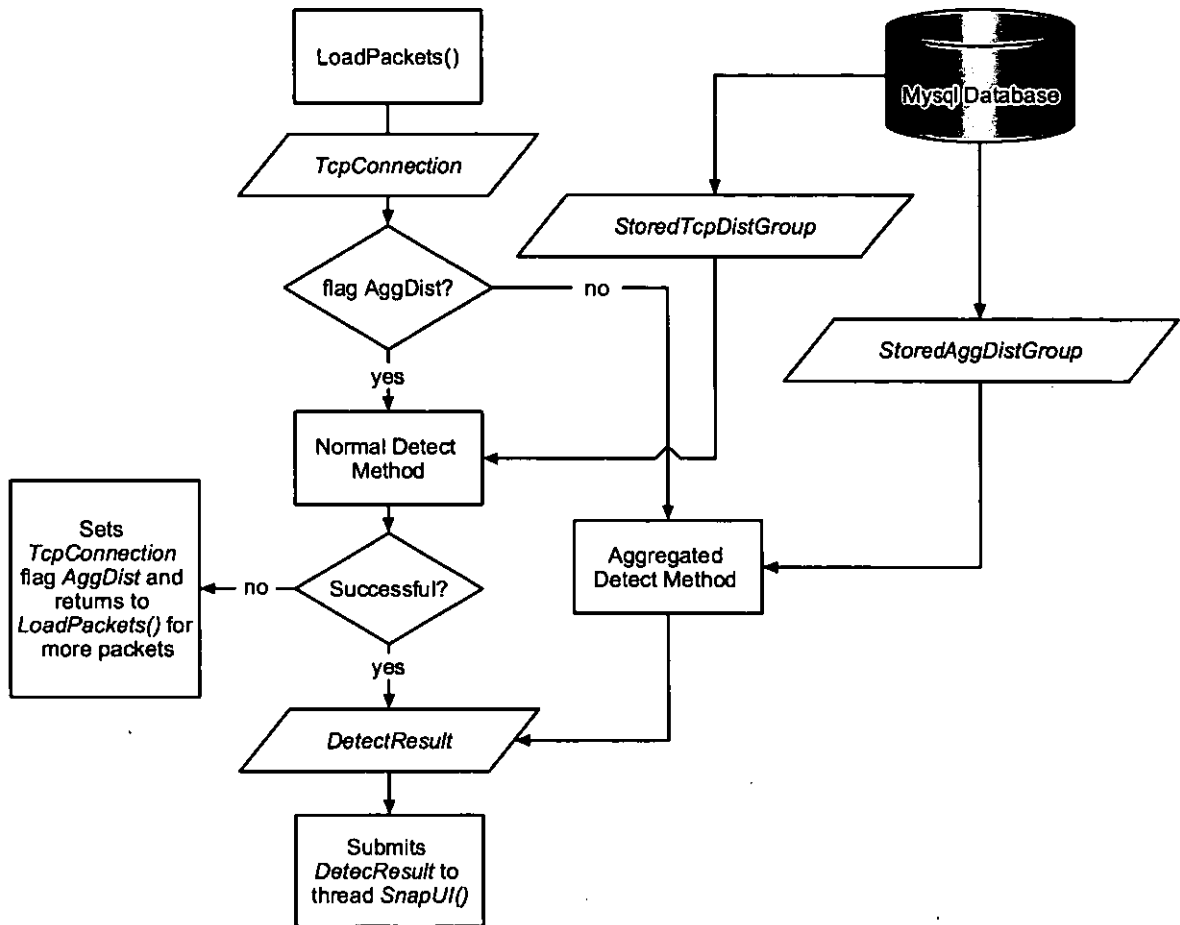 LoadPackets()
Mysql Database
TcpConnection
StoredTcpDistGroup
flag AggDist?
no
StoredAggDistGroup
yes
Normal Detect
Method
Sets
TcpConnection
flag AggDist and
returns to
LoadPackets() for
more packets
no
Successful?
Aggregated
Detect Method
yes
DetectResult
Submits
DetecResult to
thread SnapUI()